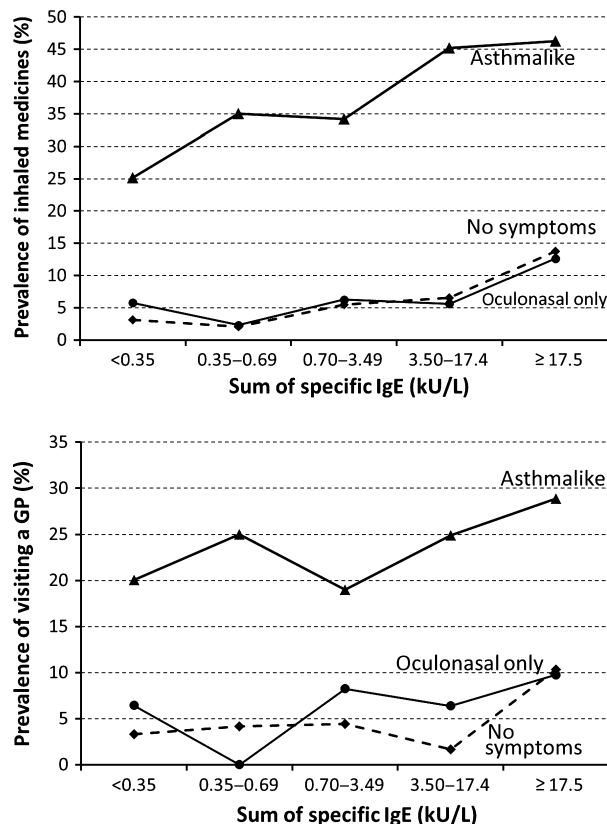 Prevalence of inhaled medicines (%)
50
45
40
35
30
25
20
15
10
5
0
Asthmalike
No symptoms
Oculonasal only
<0.35 0.35–0.69 0.70–3.49 3.50–17.4 ≥ 17.5
Sum of specific IgE (kU/L)
Prevalence of visiting a GP (%)
35
30
25
20
15
10
5
0
Asthmalike
Oculonasal only
No
symptoms
<0.35 0.35–0.69 0.70–3.49 3.50–17.4 ≥ 17.5
Sum of specific IgE (kU/L)